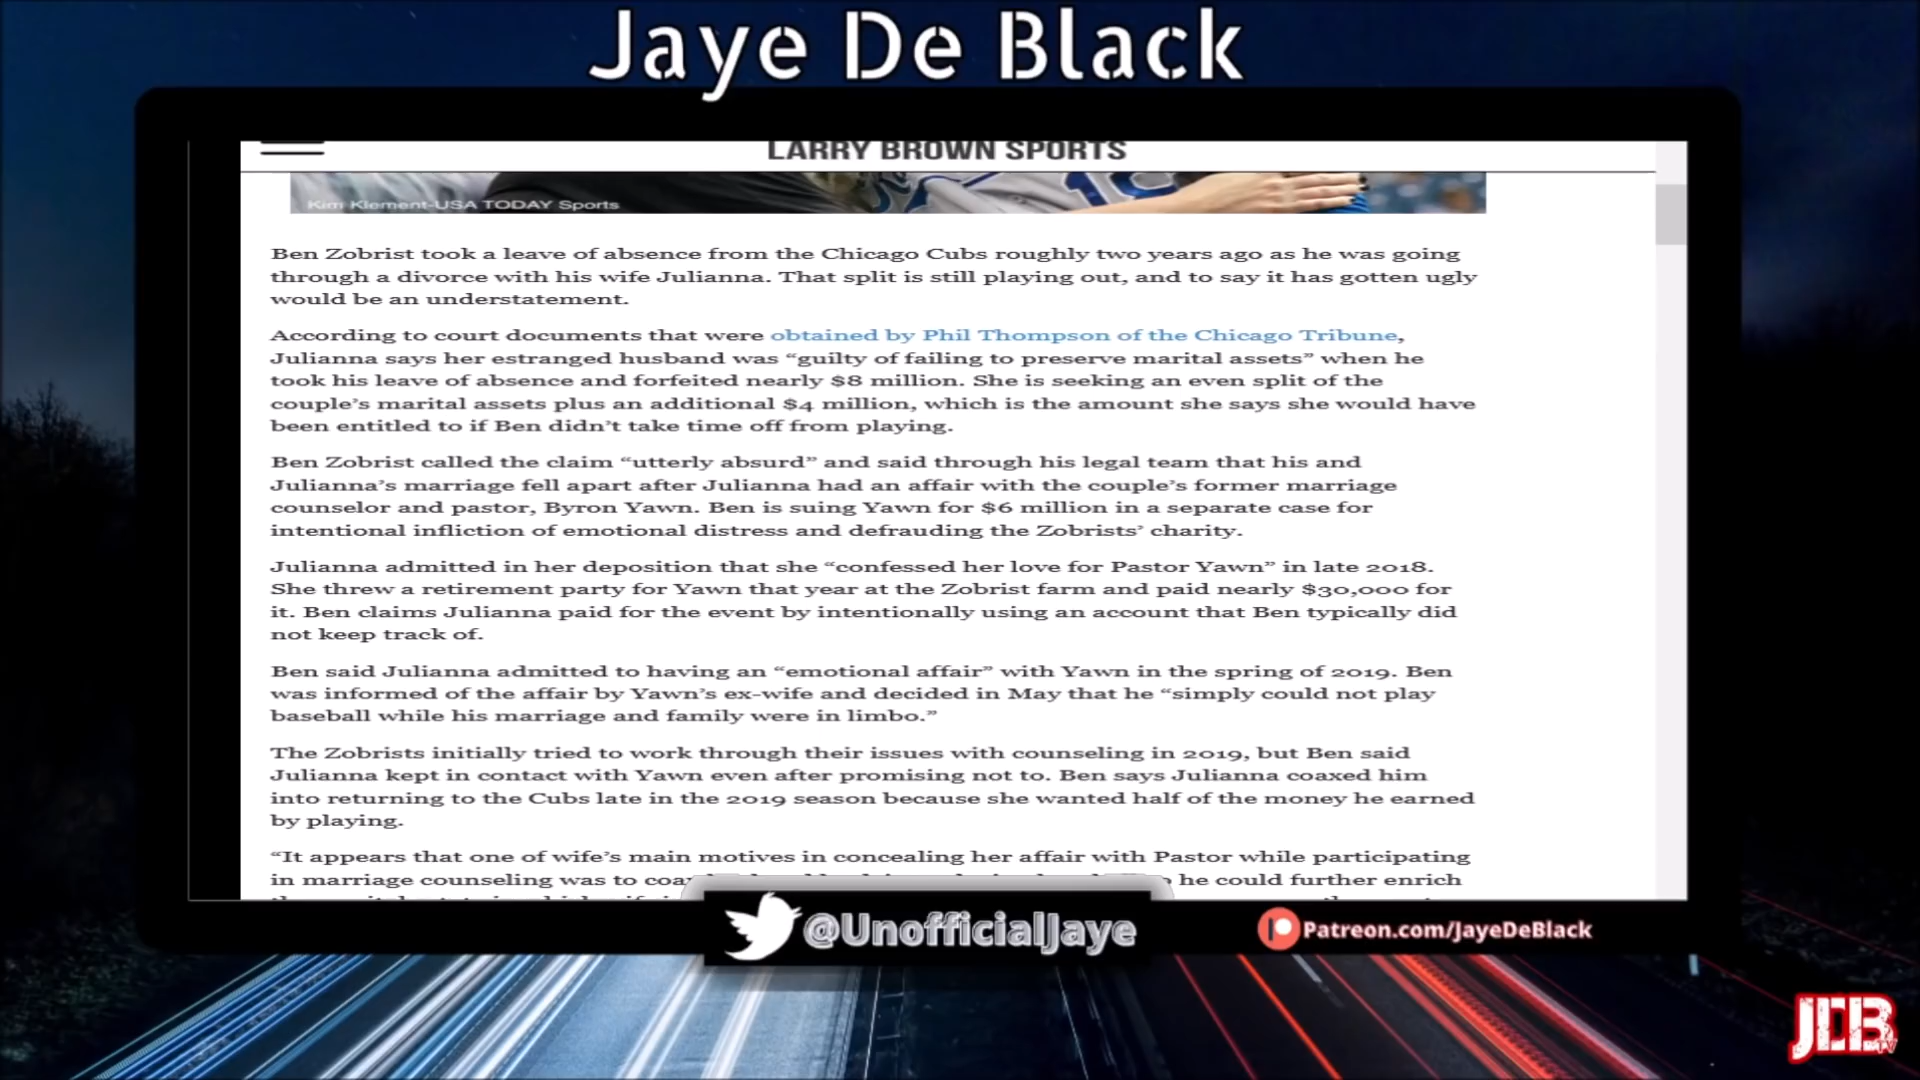 Jaye De Black
LARRY BROWN SPORTS
Kim Klement-USA TODAY Sports
Ben Zobrist took a leave of absence from the Chicago Cubs roughly two years ago as he was going
through a divorce with his wife Julianna. That split is still playing out, and to say it has gotten ugly
would be an understatement.
According to court documents that were obtained by Phil Thompson of the Chicago Tribune,
Julianna says her estranged husband was “guilty of failing to preserve marital assets” when he
took his leave of absence and forfeited nearly $8 million. She is seeking an even split of the
couple’s marital assets plus an additional $4 million, which is the amount she says she would have
been entitled to if Ben didn’t take time off from playing.
Ben Zobrist called the claim “utterly absurd” and said through his legal team that his and
Julianna’s marriage fell apart after Julianna had an affair with the couple’s former marriage
counselor and pastor, Byron Yawn. Ben is suing Yawn for $6 million in a separate case for
intentional infliction of emotional distress and defrauding the Zobrists’ charity.
Julianna admitted in her deposition that she “confessed her love for Pastor Yawn” in late 2018.
She threw a retirement party for Yawn that year at the Zobrist farm and paid nearly $30,000 for
it. Ben claims Julianna paid for the event by intentionally using an account that Ben typically did
not keep track of.
Ben said Julianna admitted to having an “emotional affair” with Yawn in the spring of 2019. Ben
was informed of the affair by Yawn’s ex-wife and decided in May that he “simply could not play
baseball while his marriage and family were in limbo.”
The Zobrists initially tried to work through their issues with counseling in 2019, but Ben said
Julianna kept in contact with Yawn even after promising not to. Ben says Julianna coaxed him
into returning to the Cubs late in the 2019 season because she wanted half of the money he earned
by playing.
“It appears that one of wife’s main motives in concealing her affair with Pastor while participating
in marriage counseling was to he could further enrich
@UnofficialJaye
Patreon.com/JayeDeBlack
JDB TV